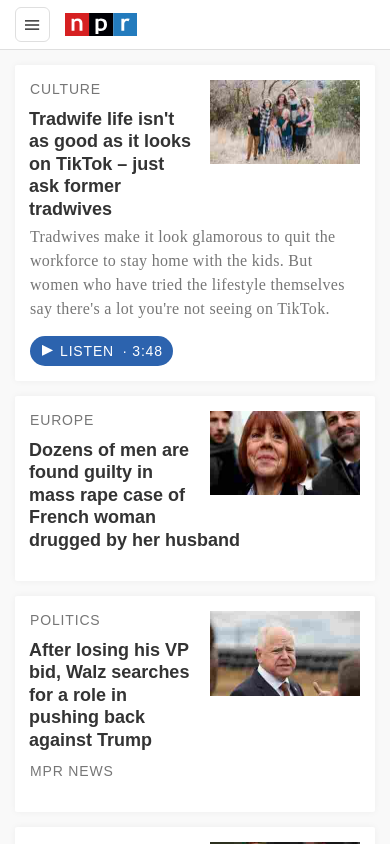 npr
CULTURE
Tradwife life isn't
as good as it looks
on TikTok – just
ask former
tradwives
Tradwives make it look glamorous to quit the
workforce to stay home with the kids. But
women who have tried the lifestyle themselves
say there's a lot you're not seeing on TikTok.
LISTEN · 3:48
EUROPE
Dozens of men are
found guilty in
mass rape case of
French woman
drugged by her husband
POLITICS
After losing his VP
bid, Walz searches
for a role in
pushing back
against Trump
MPR NEWS